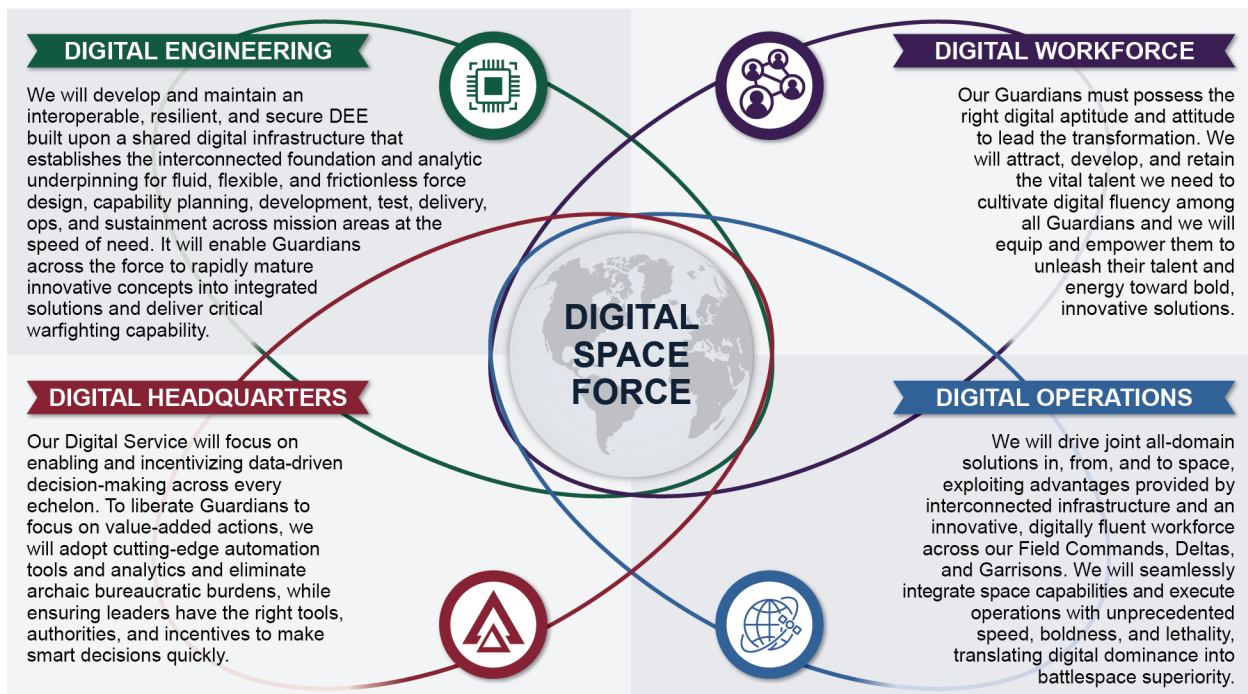 DIGITAL ENGINEERING
We will develop and maintain an
interoperable, resilient, and secure DEE
built upon a shared digital infrastructure that
establishes the interconnected foundation and analytic
underpinning for fluid, flexible, and frictionless force
design, capability planning, development, test, delivery,
ops, and sustainment across mission areas at the
speed of need. It will enable Guardians
across the force to rapidly mature
innovative concepts into integrated
solutions and deliver critical
warfighting capability.
DIGITAL WORKFORCE
Our Guardians must possess the
right digital aptitude and attitude
to lead the transformation. We
will attract, develop, and retain
the vital talent we need to
cultivate digital fluency among
all Guardians and we will
equip and empower them to
unleash their talent and
energy toward bold,
innovative solutions.
DIGITAL
SPACE
FORCE
DIGITAL HEADQUARTERS
Our Digital Service will focus on
enabling and incentivizing data-driven
decision-making across every
echelon. To liberate Guardians to
focus on value-added actions, we
will adopt cutting-edge automation
tools and analytics and eliminate
archaic bureaucratic burdens, while
ensuring leaders have the right tools,
authorities, and incentives to make
smart decisions quickly.
DIGITAL OPERATIONS
We will drive joint all-domain
solutions in, from, and to space,
exploiting advantages provided by
interconnected infrastructure and an
innovative, digitally fluent workforce
across our Field Commands, Deltas,
and Garrisons. We will seamlessly
integrate space capabilities and execute
operations with unprecedented
speed, boldness, and lethality,
translating digital dominance into
battlespace superiority.